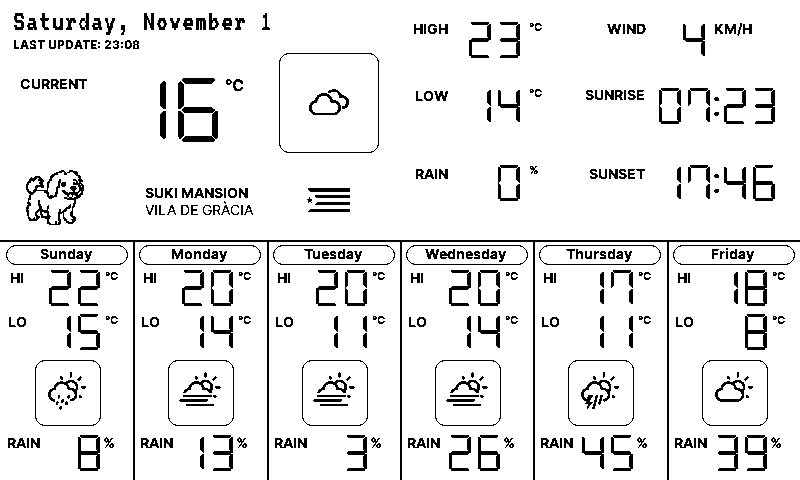 Saturday, November 1
LAST UPDATE: 23:08
CURRENT 16 °C
SUKI MANSION
VILA DE GRÀCIA
HIGH 23 °C
LOW 14 °C
RAIN 0 %
WIND 4 KM/H
SUNRISE 07:23
SUNSET 17:46
Sunday
HI 22 °C
LO 15 °C
RAIN 8 %
Monday
HI 20 °C
LO 14 °C
RAIN 13 %
Tuesday
HI 20 °C
LO 11 °C
RAIN 3 %
Wednesday
HI 20 °C
LO 14 °C
RAIN 26 %
Thursday
HI 17 °C
LO 11 °C
RAIN 45 %
Friday
HI 18 °C
LO 8 °C
RAIN 39 %